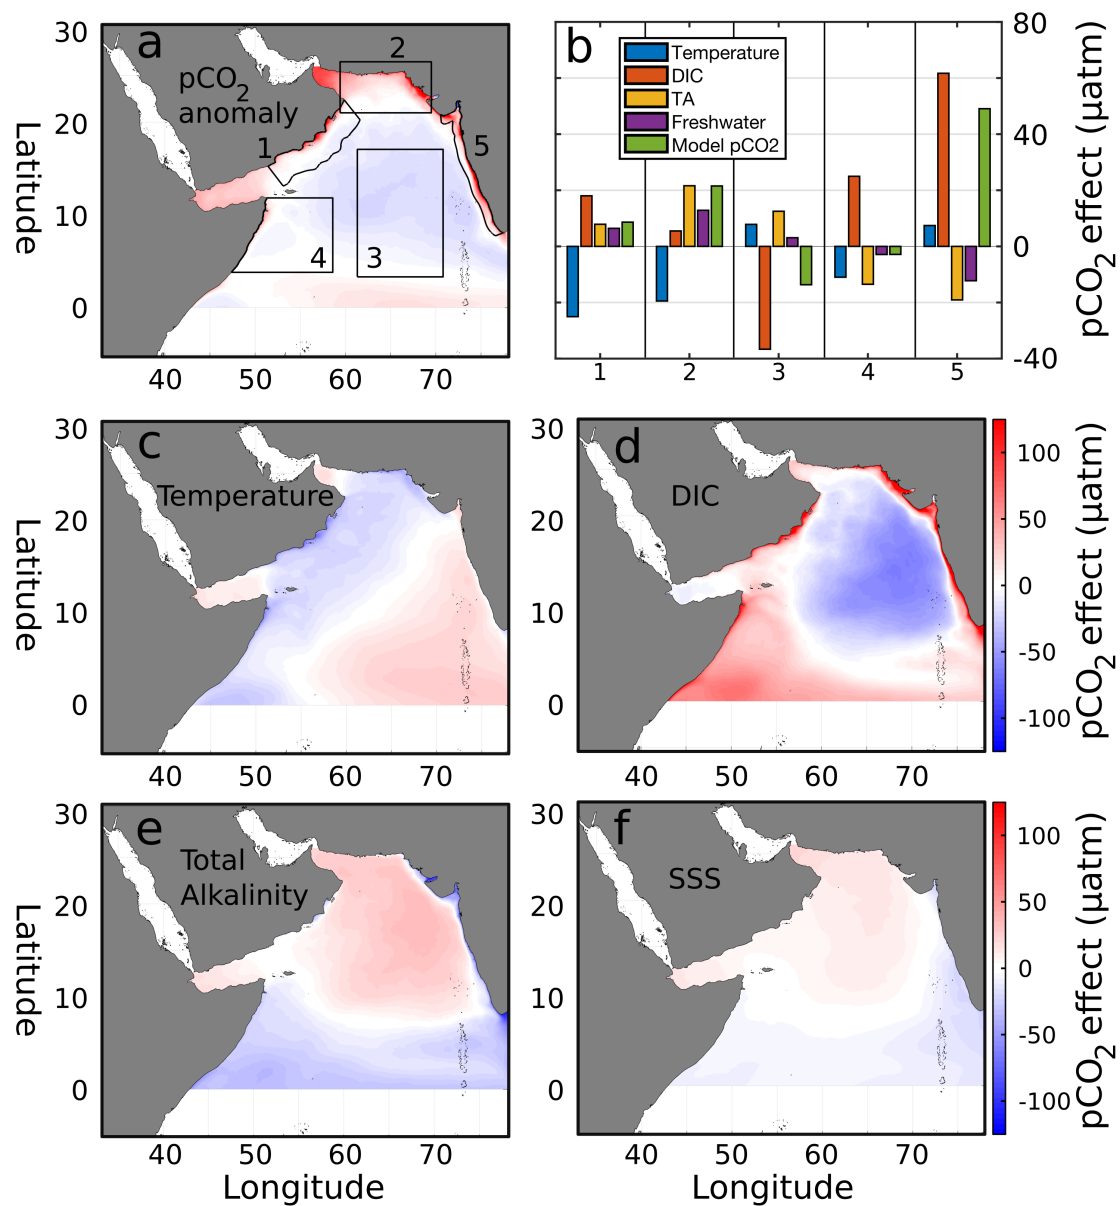 a
pCO2
anomaly
1
2
3
4
5
30
20
10
0
Latitude
40
50
60
70
b
Temperature
DIC
TA
Freshwater
Model pCO2
80
40
0
-40
pCO2 effect (µatm)
1
2
3
4
5
c
Temperature
30
20
10
0
Latitude
40
50
60
70
d
DIC
30
20
10
0
40
50
60
70
100
50
0
-50
-100
pCO2 effect (µatm)
e
Total
Alkalinity
30
20
10
0
Latitude
40
50
60
70
Longitude
f
SSS
30
20
10
0
40
50
60
70
Longitude
100
50
0
-50
-100
pCO2 effect (µatm)